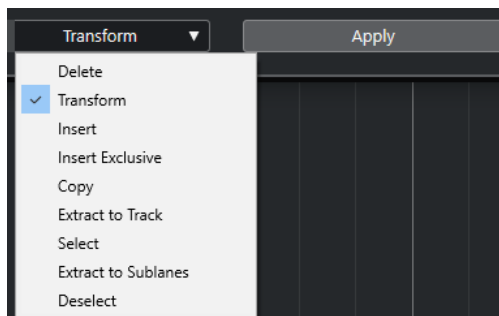 Transform ▼ Apply
Delete
Transform
Insert
Insert Exclusive
Copy
Extract to Track
Select
Extract to Sublanes
Deselect